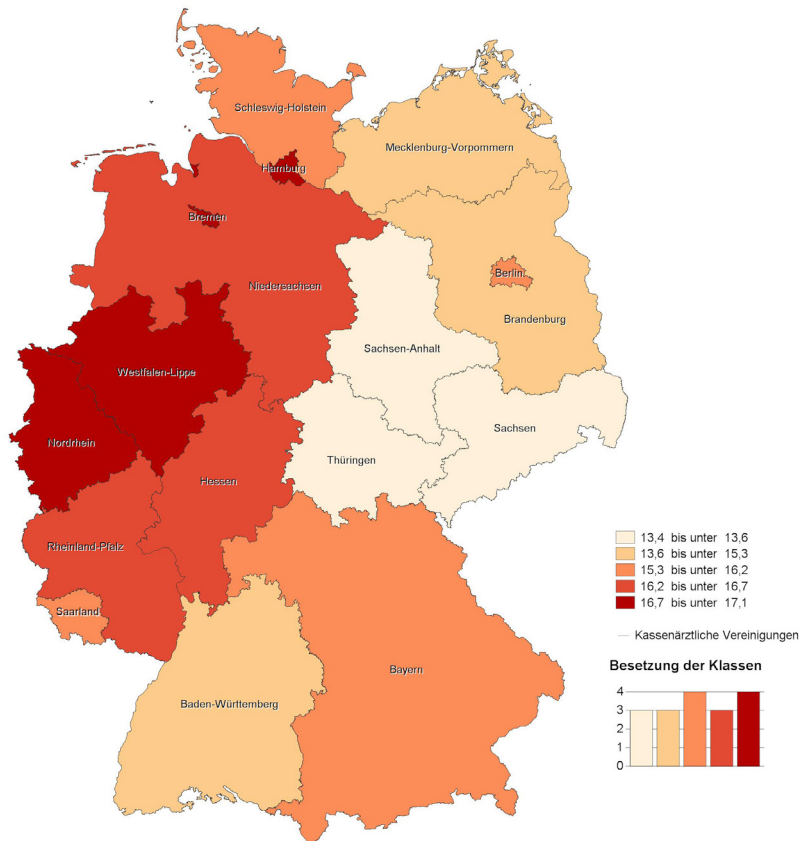 Schleswig-Holstein
Mecklenburg-Vorpommern
Hamburg
Bremen
Berlin
Niedersachsen
Brandenburg
Sachsen-Anhalt
Westfalen-Lippe
Sachsen
Nordrhein
Thüringen
Hessen
Rheinland-Pfalz
Saarland
Bayern
Baden-Württemberg
13,4 bis unter 13,6
13,6 bis unter 15,3
15,3 bis unter 16,2
16,2 bis unter 16,7
16,7 bis unter 17,1
Kassenärztliche Vereinigungen
Besetzung der Klassen
4
3
2
1
0